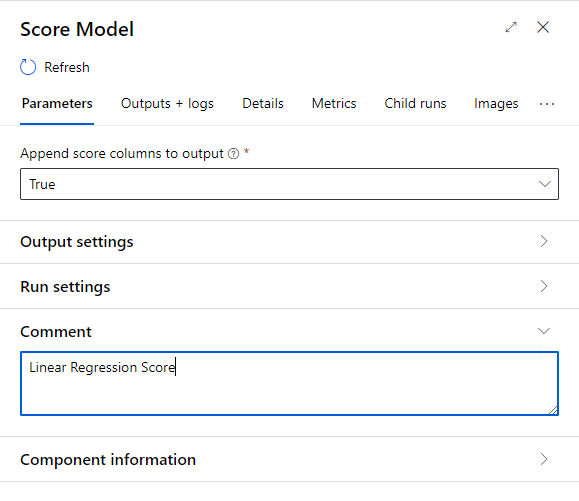 Score Model
Refresh
Parameters Outputs + logs Details Metrics Child runs Images ...
Append score columns to output ? *
True
Output settings
Run settings
Comment
Linear Regression Score
Component information